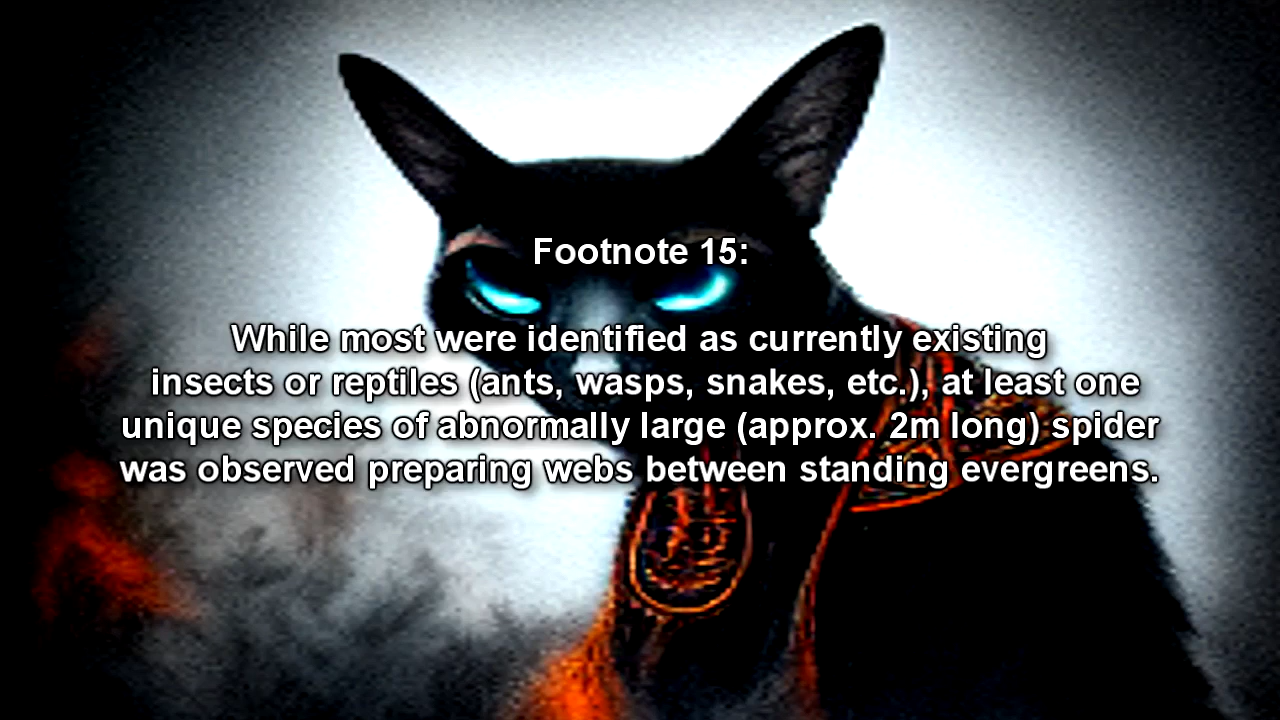 Footnote 15:
While most were identified as currently existing
insects or reptiles (ants, wasps, snakes, etc.), at least one
unique species of abnormally large (approx. 2m long) spider
was observed preparing webs between standing evergreens.